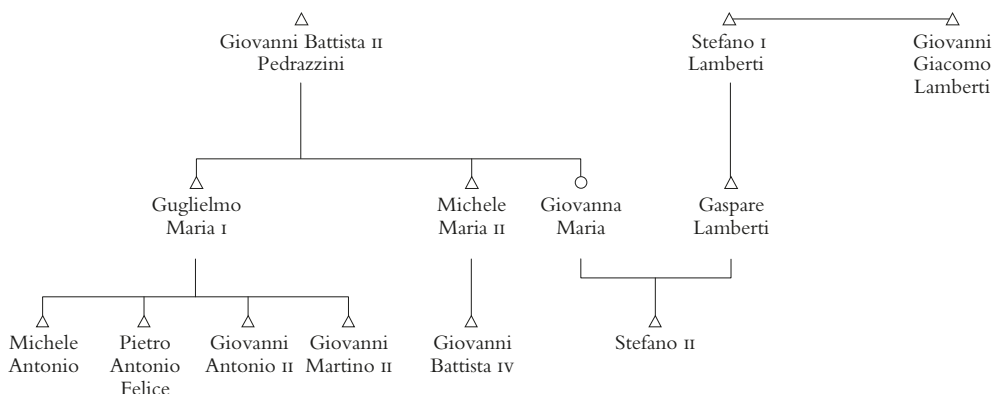 Giovanni Battista II
Pedrazzini
Stefano I
Lamberti
Giovanni
Giacomo
Lamberti
Guglielmo
Maria I
Michele
Maria II
Giovanna
Maria
Gaspare
Lamberti
Michele
Antonio
Pietro
Antonio
Felice
Giovanni
Antonio II
Giovanni
Martino II
Giovanni
Battista IV
Stefano II